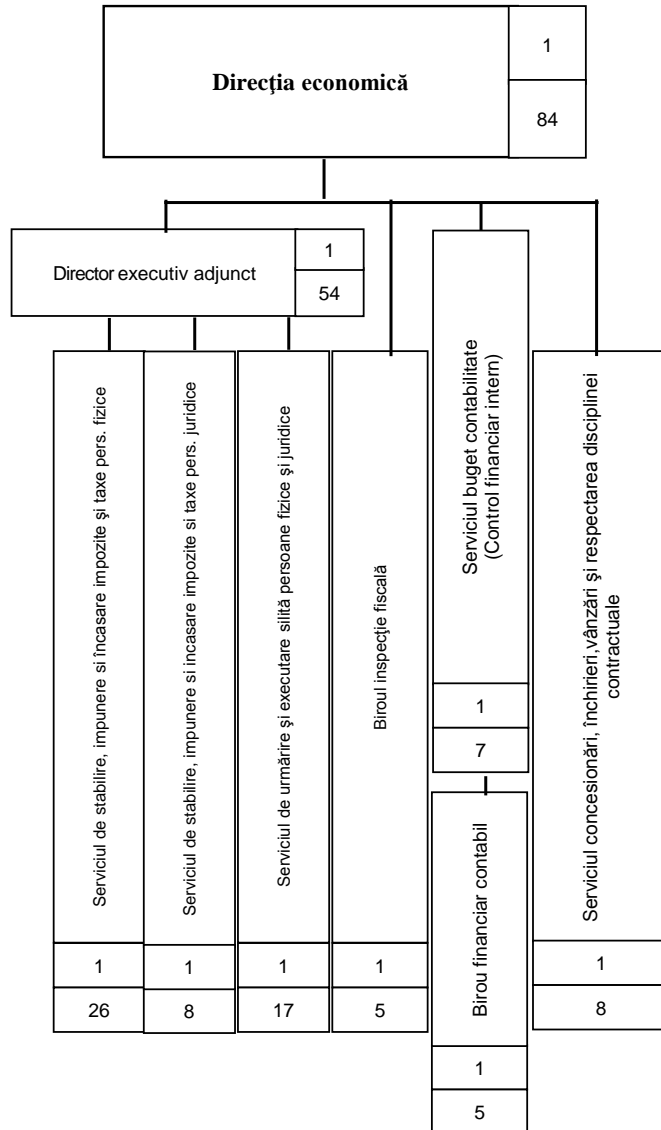 Direcţia economică
1
84
Director executiv adjunct
1
54
Serviciul de stabilire, impunere si încasare impozite şi taxe pers. fizice
1
26
Serviciul de stabilire, impunere si incasare impozite si taxe pers. juridice
1
8
Serviciul de urmărire şi executare silită persoane fizice şi juridice
1
17
Biroul inspecţie fiscală
1
5
Serviciul buget contabilitate
(Control financiar intern)
1
7
Birou financiar contabil
1
5
Serviciul concesionări, închirieri,vânzări şi respectarea disciplinei
contractuale
1
8